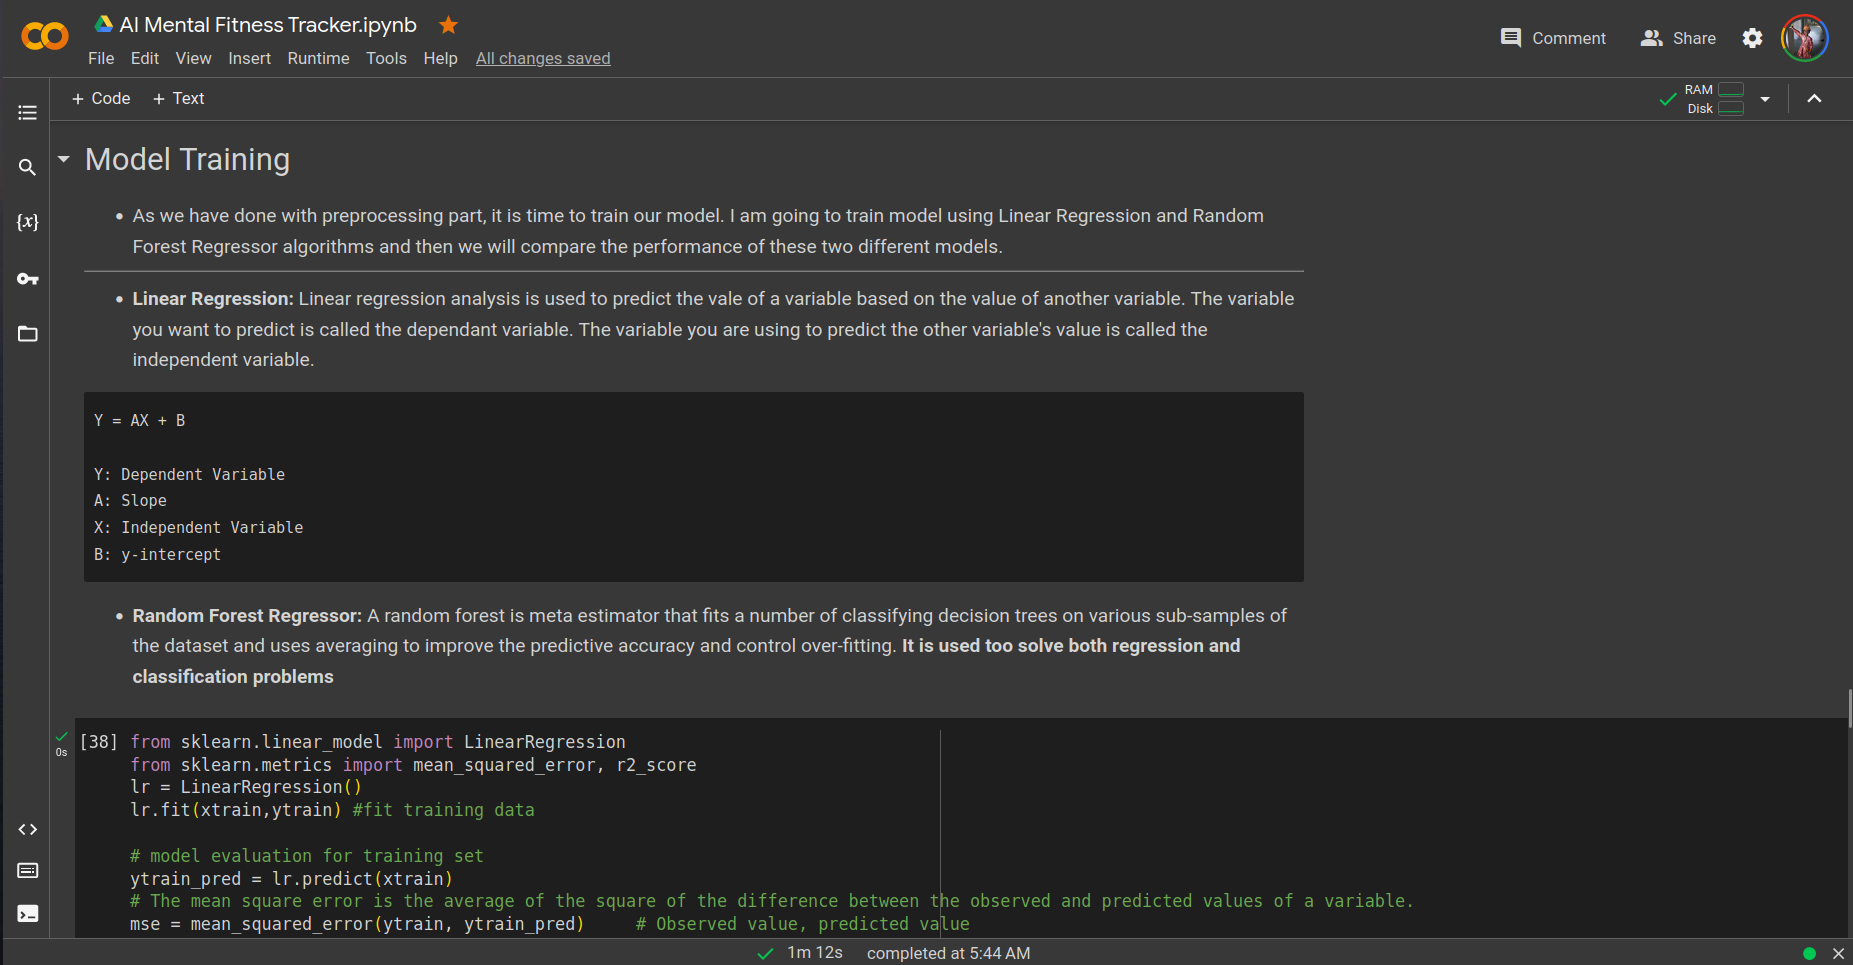 AI Mental Fitness Tracker.ipynb
File Edit View Insert Runtime Tools Help All changes saved
Comment Share
+ Code + Text
RAM
Disk
Model Training
• As we have done with preprocessing part, it is time to train our model. I am going to train model using Linear Regression and Random
Forest Regressor algorithms and then we will compare the performance of these two different models.
• Linear Regression: Linear regression analysis is used to predict the vale of a variable based on the value of another variable. The variable
you want to predict is called the dependant variable. The variable you are using to predict the other variable's value is called the
independent variable.
Y = AX + B
Y: Dependent Variable
A: Slope
X: Independent Variable
B: y-intercept
• Random Forest Regressor: A random forest is meta estimator that fits a number of classifying decision trees on various sub-samples of
the dataset and uses averaging to improve the predictive accuracy and control over-fitting. It is used too solve both regression and
classification problems
0s
[38] from sklearn.linear_model import LinearRegression
from sklearn.metrics import mean_squared_error, r2_score
lr = LinearRegression()
lr.fit(xtrain,ytrain) #fit training data
# model evaluation for training set
ytrain_pred = lr.predict(xtrain)
# The mean square error is the average of the square of the difference between the observed and predicted values of a variable.
mse = mean_squared_error(ytrain, ytrain_pred) # Observed value, predicted value
1m 12s completed at 5:44 AM